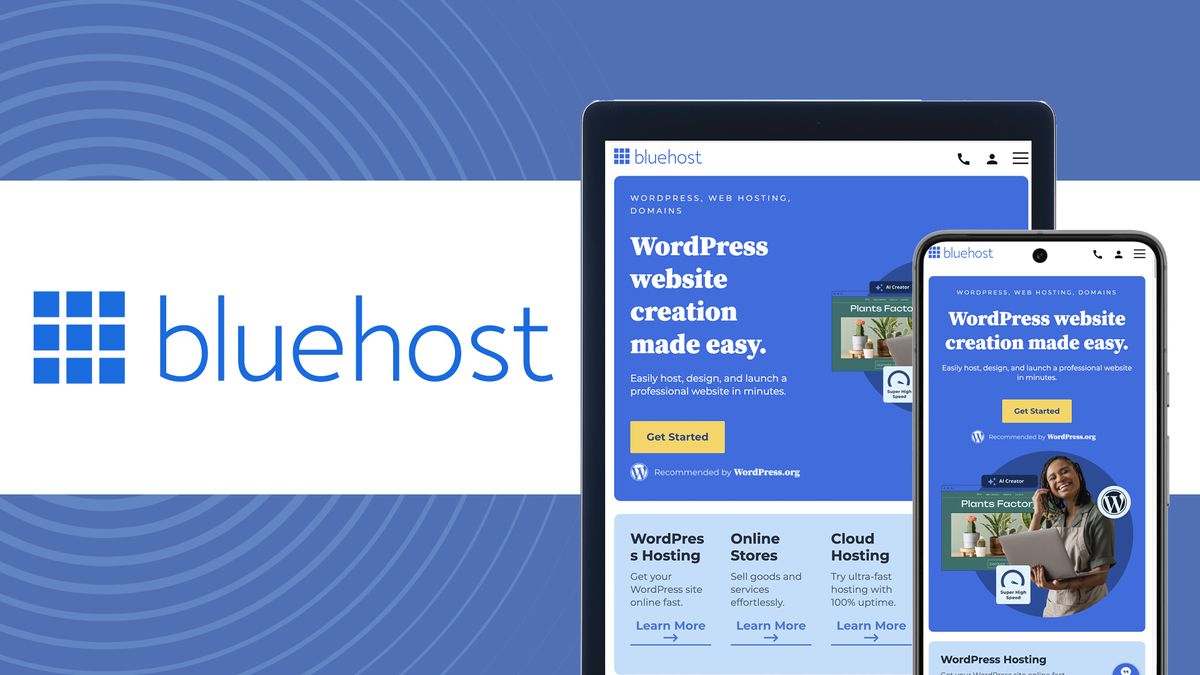 bluehost
bluehost
WORDPRESS, WEB HOSTING,
DOMAINS
WordPress
website
creation
made easy.
Easily host, design, and launch a
professional website in minutes.
Get Started
Recommended by WordPress.org
AI Creator
Plants Facto
Super High
Speed
WordPres
s Hosting
Get your
WordPress site
online fast.
Learn More
Online
Stores
Sell goods and
services
effortlessly.
Learn More
Cloud
Hosting
Try ultra-fast
hosting with
100% uptime.
Learn More
bluehost
WORDPRESS, WEB HOSTING, DOMAINS
WordPress website
creation made easy.
Easily host, design, and launch a professional website
in minutes.
Get Started
Recommended by WordPress.org
AI Creator
Plants Factory
Super High
Speed
WordPress Hosting